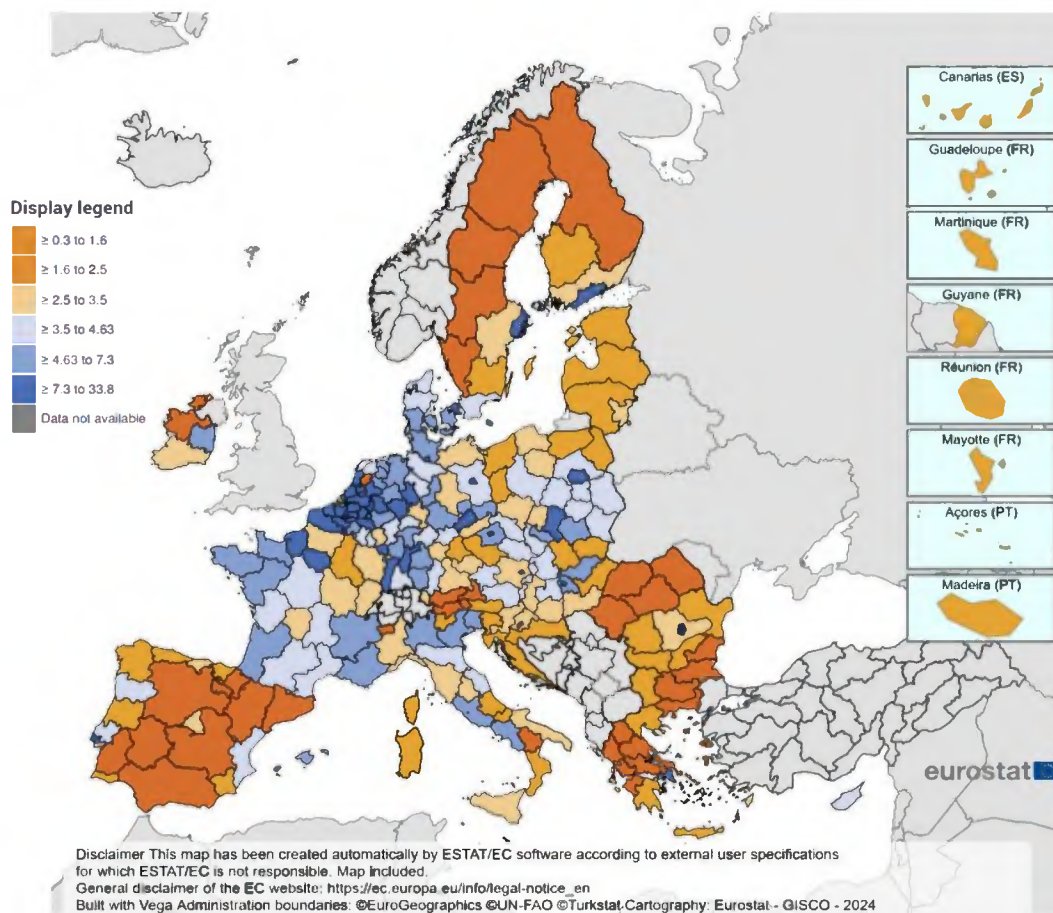 Display legend
≥ 0.3 to 1.6
≥ 1.6 to 2.5
≥ 2.5 to 3.5
≥ 3.5 to 4.63
≥ 4.63 to 7.3
≥ 7.3 to 33.8
Data not available
Canarias (ES)
Guadeloupe (FR)
Martinique (FR)
Guyane (FR)
Réunion (FR)
Mayotte (FR)
Açores (PT)
Madeira (PT)
eurostat
Disclaimer This map has been created automatically by ESTAT/EC software according to external user specifications
for which ESTAT/EC is not responsible. Map included.
General disclaimer of the EC website: https://ec.europa.eu/info/legal-notice_en
Built with Vega Administration boundaries: ©EuroGeographics ©UN-FAO ©Turkstat-Cartography: Eurostat - GISCO - 2024